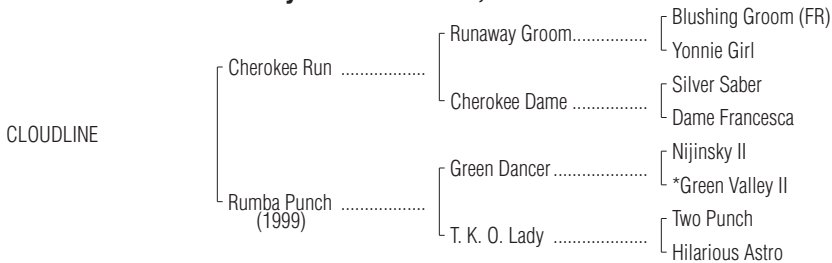 Blushing Groom (FR)
Runaway Groom................
Yonnie Girl
Cherokee Run ..................
Silver Saber
Cherokee Dame ................
Dame Francesca
CLOUDLINE
Nijinsky II
Green Dancer....................
*Green Valley II
Rumba Punch ..................
(1999)
Two Punch
T. K. O. Lady ....................
Hilarious Astro